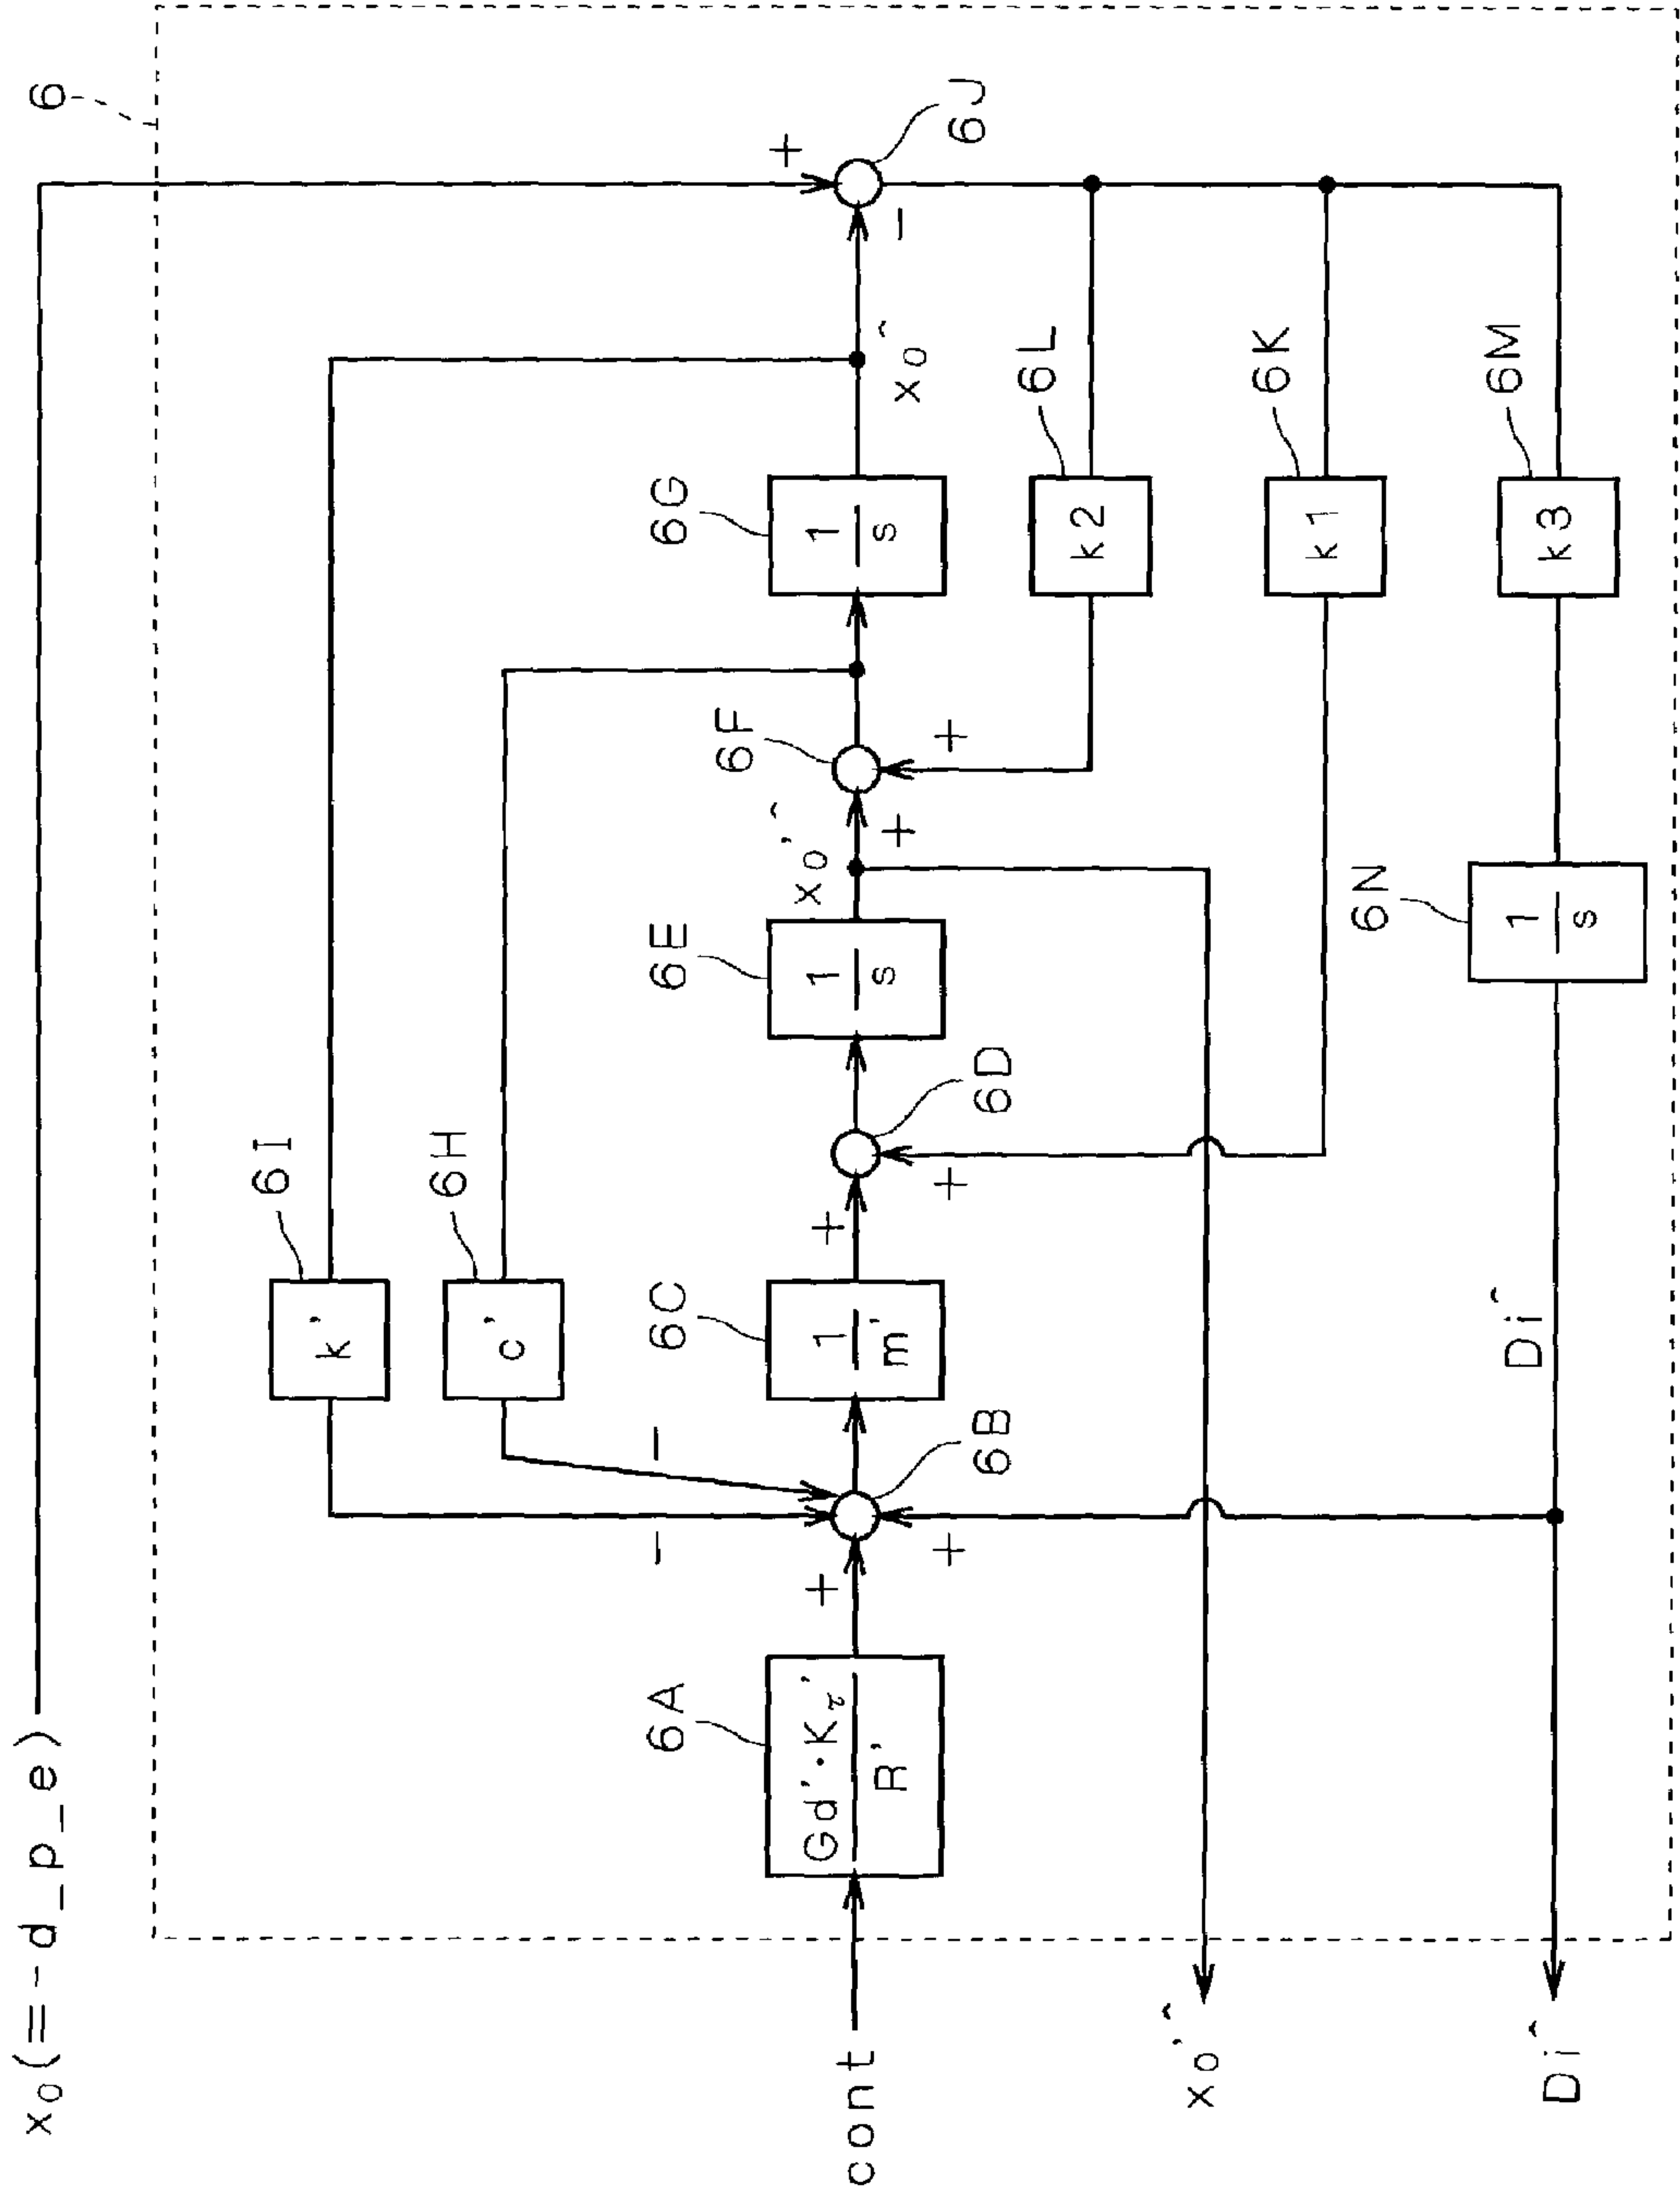 x₀(=-d_p_e)
6
6I
k'
6H
c'
6A
Gd'·Kτ'
R'
cont
+
-
-
+
6B
6C
1
m'
+
+
6D
6E
1
s
x₀'^
+
+
6F
6G
1
s
x₀^
-
+
6J
6L
k2
6K
k1
6M
k3
6N
1
s
Di^
x₀'^
Di^